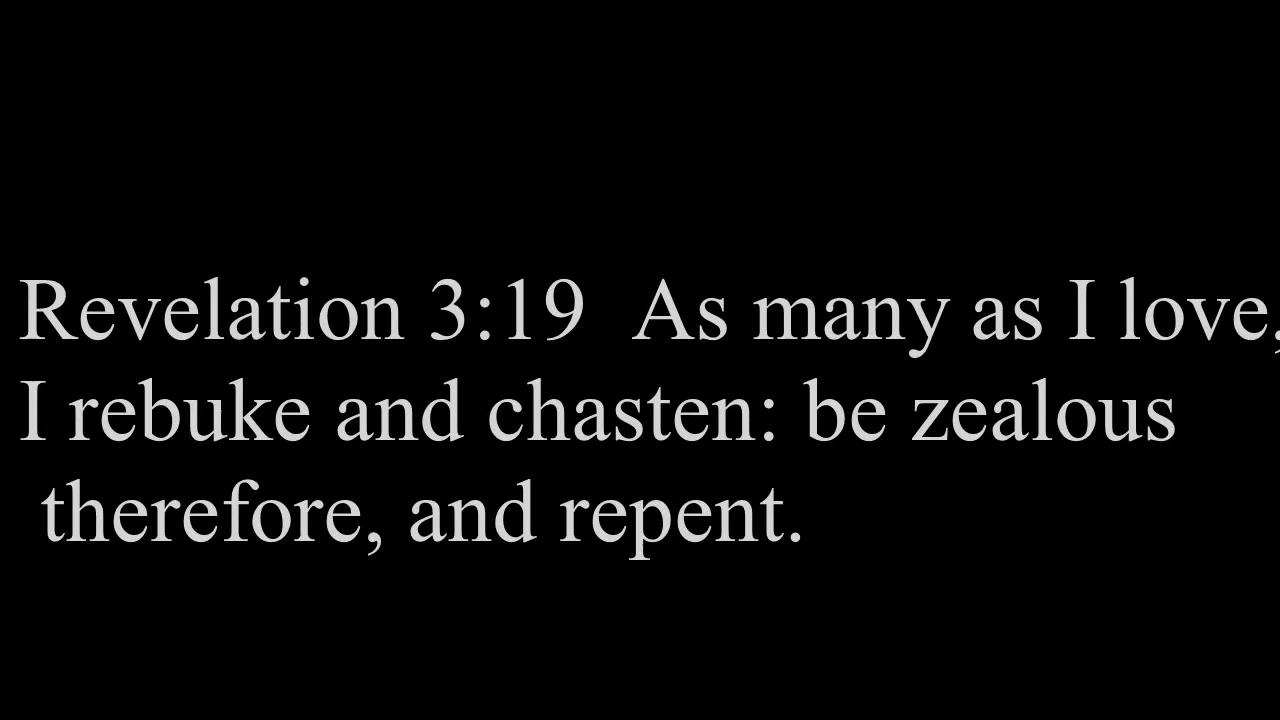 Revelation 3:19  As many as I love,
I rebuke and chasten: be zealous
therefore, and repent.